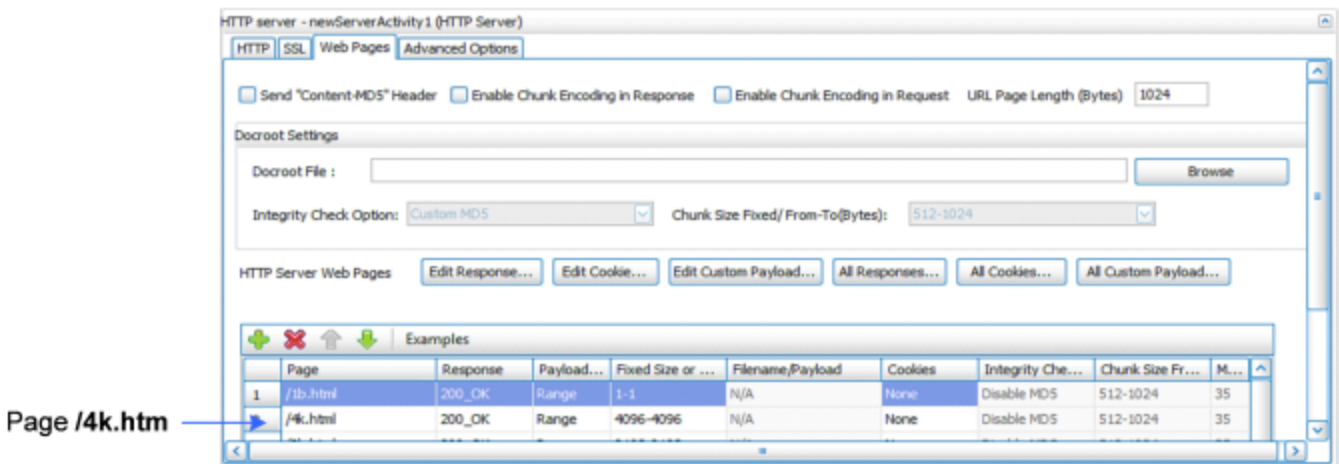 HTTP server - newServerActivity1 (HTTP Server)
HTTP SSL Web Pages Advanced Options
Send "Content-MD5" Header Enable Chunk Encoding in Response Enable Chunk Encoding in Request URL Page Length (Bytes) 1024
Docroot Settings
Docroot File : Browse
Integrity Check Option: Custom MD5 Chunk Size Fixed/ From-To(Bytes): 512-1024
HTTP Server Web Pages Edit Response... Edit Cookie... Edit Custom Payload... All Responses... All Cookies... All Custom Payload...
Examples
Page Response Payload... Fixed Size or ... Filename/Payload Cookies Integrity Che... Chunk Size Fr... M...
1 /1b.html 200_OK Range 1-1 N/A None Disable MD5 512-1024 35
Page /4k.htm /4k.html 200_OK Range 4096-4096 N/A None Disable MD5 512-1024 35